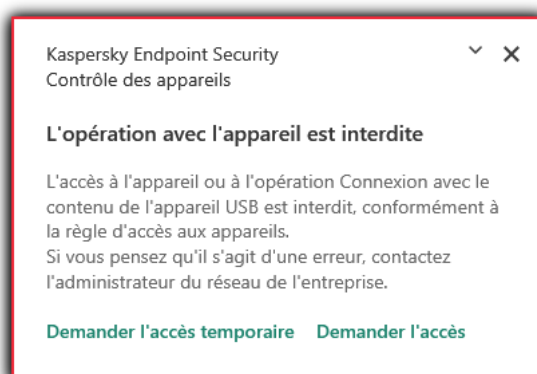 Kaspersky Endpoint Security
Contrôle des appareils
L'opération avec l'appareil est interdite
L'accès à l'appareil ou à l'opération Connexion avec le
contenu de l'appareil USB est interdit, conformément à
la règle d'accès aux appareils.
Si vous pensez qu'il s'agit d'une erreur, contactez
l'administrateur du réseau de l'entreprise.
Demander l'accès temporaire Demander l'accès